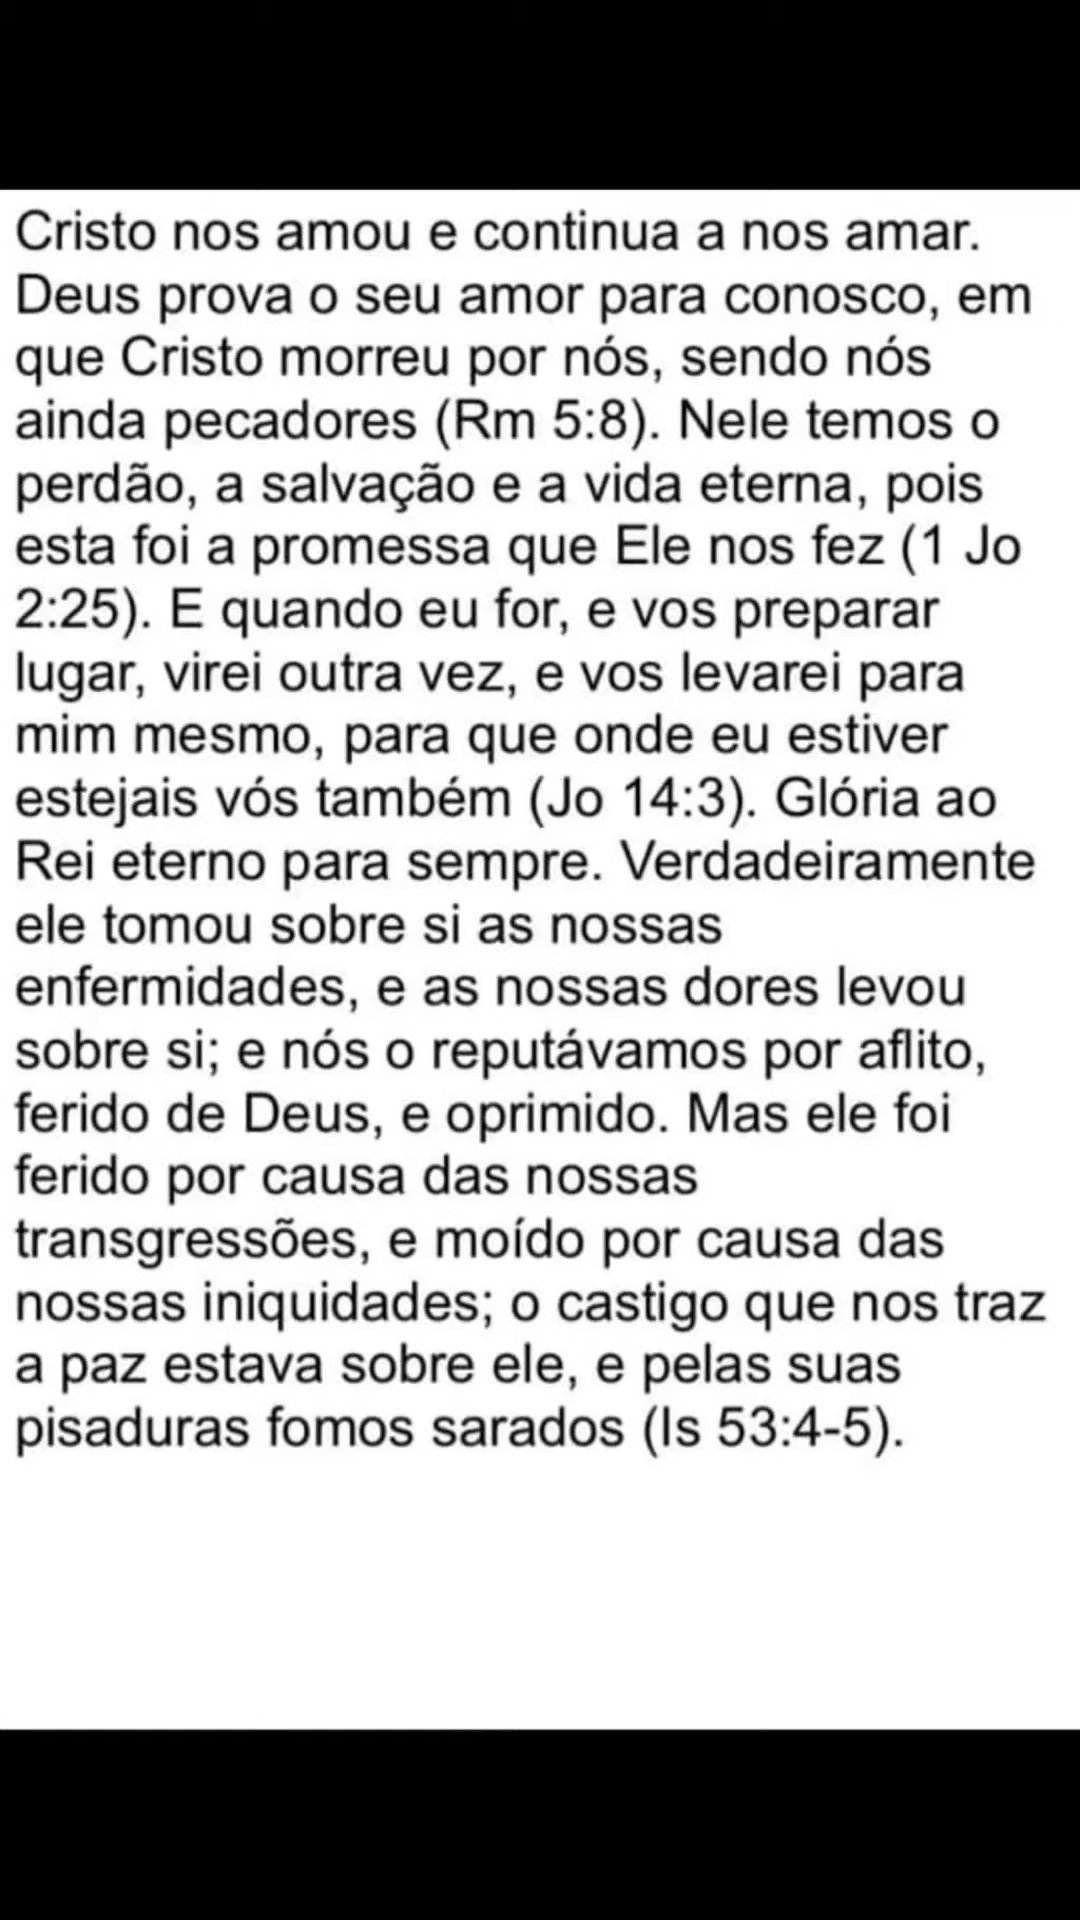 Cristo nos amou e continua a nos amar.
Deus prova o seu amor para conosco, em
que Cristo morreu por nós, sendo nós
ainda pecadores (Rm 5:8). Nele temos o
perdão, a salvação e a vida eterna, pois
esta foi a promessa que Ele nos fez (1 Jo
2:25). E quando eu for, e vos preparar
lugar, virei outra vez, e vos levarei para
mim mesmo, para que onde eu estiver
estejais vós também (Jo 14:3). Glória ao
Rei eterno para sempre. Verdadeiramente
ele tomou sobre si as nossas
enfermidades, e as nossas dores levou
sobre si; e nós o reputávamos por aflito,
ferido de Deus, e oprimido. Mas ele foi
ferido por causa das nossas
transgressões, e moído por causa das
nossas iniquidades; o castigo que nos traz
a paz estava sobre ele, e pelas suas
pisaduras fomos sarados (Is 53:4-5).